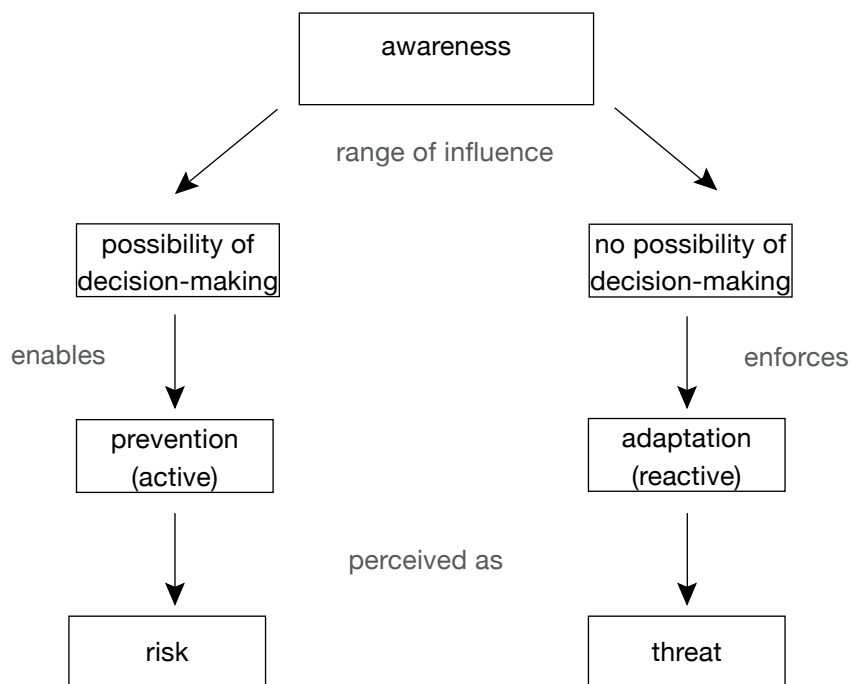 awareness
range of influence
possibility of
decision-making
no possibility of
decision-making
enables
enforces
prevention
(active)
adaptation
(reactive)
perceived as
risk
threat